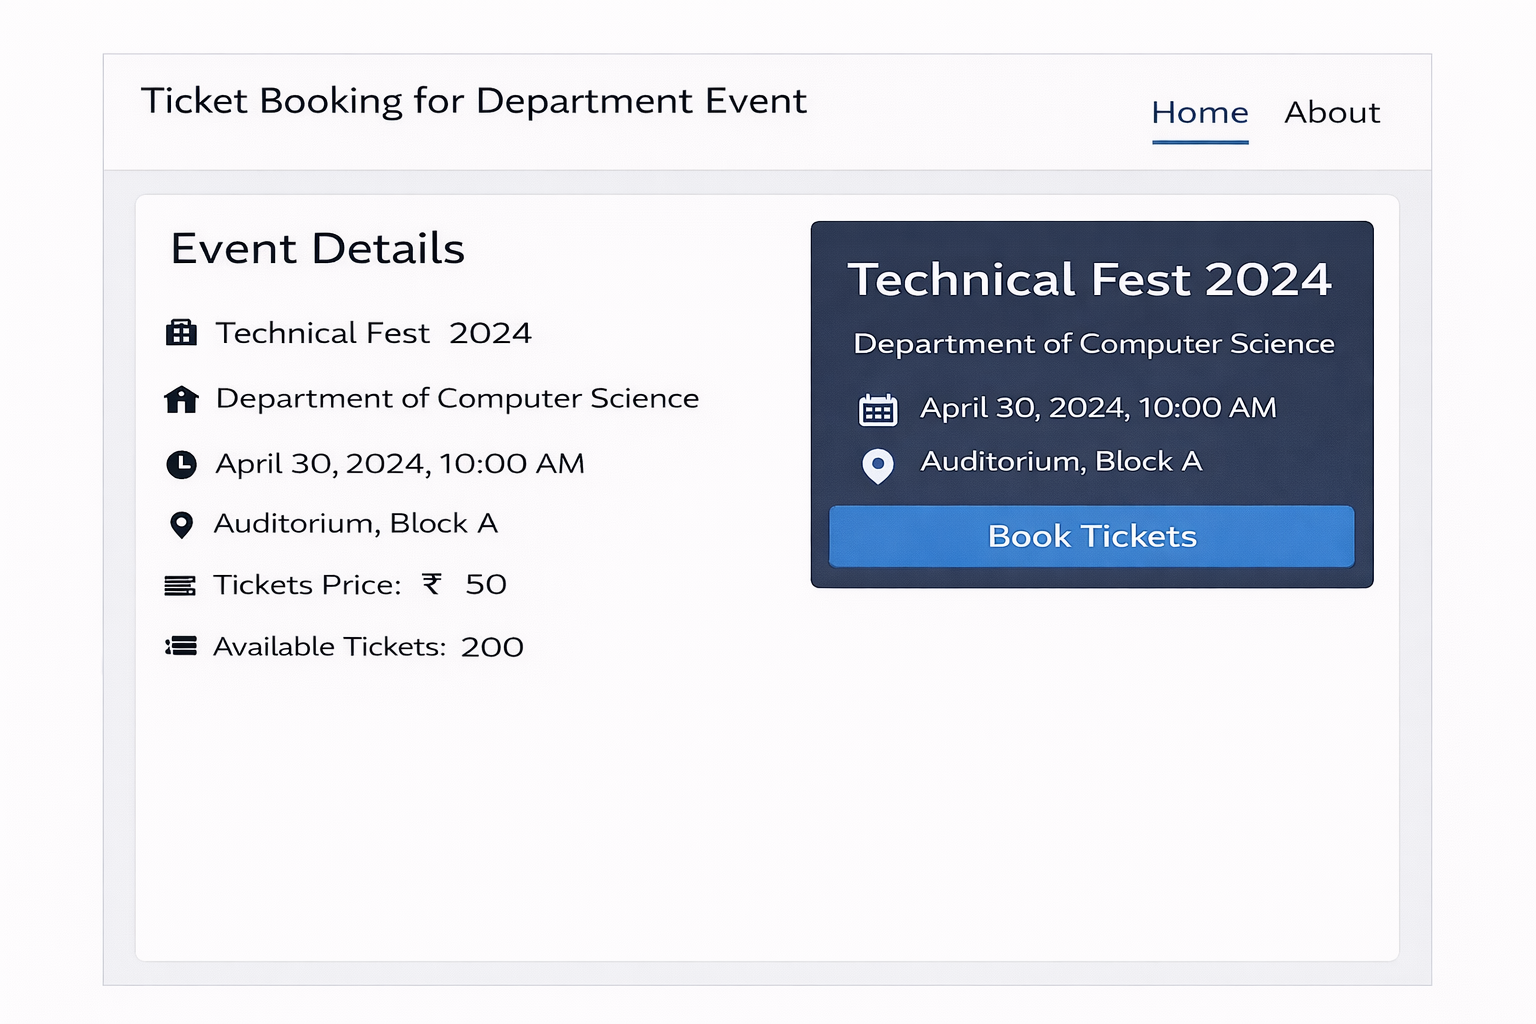 Ticket Booking for Department Event
Home About
Event Details
Technical Fest 2024
Department of Computer Science
April 30, 2024, 10:00 AM
Auditorium, Block A
Tickets Price: ₹ 50
Available Tickets: 200
Technical Fest 2024
Department of Computer Science
April 30, 2024, 10:00 AM
Auditorium, Block A
Book Tickets